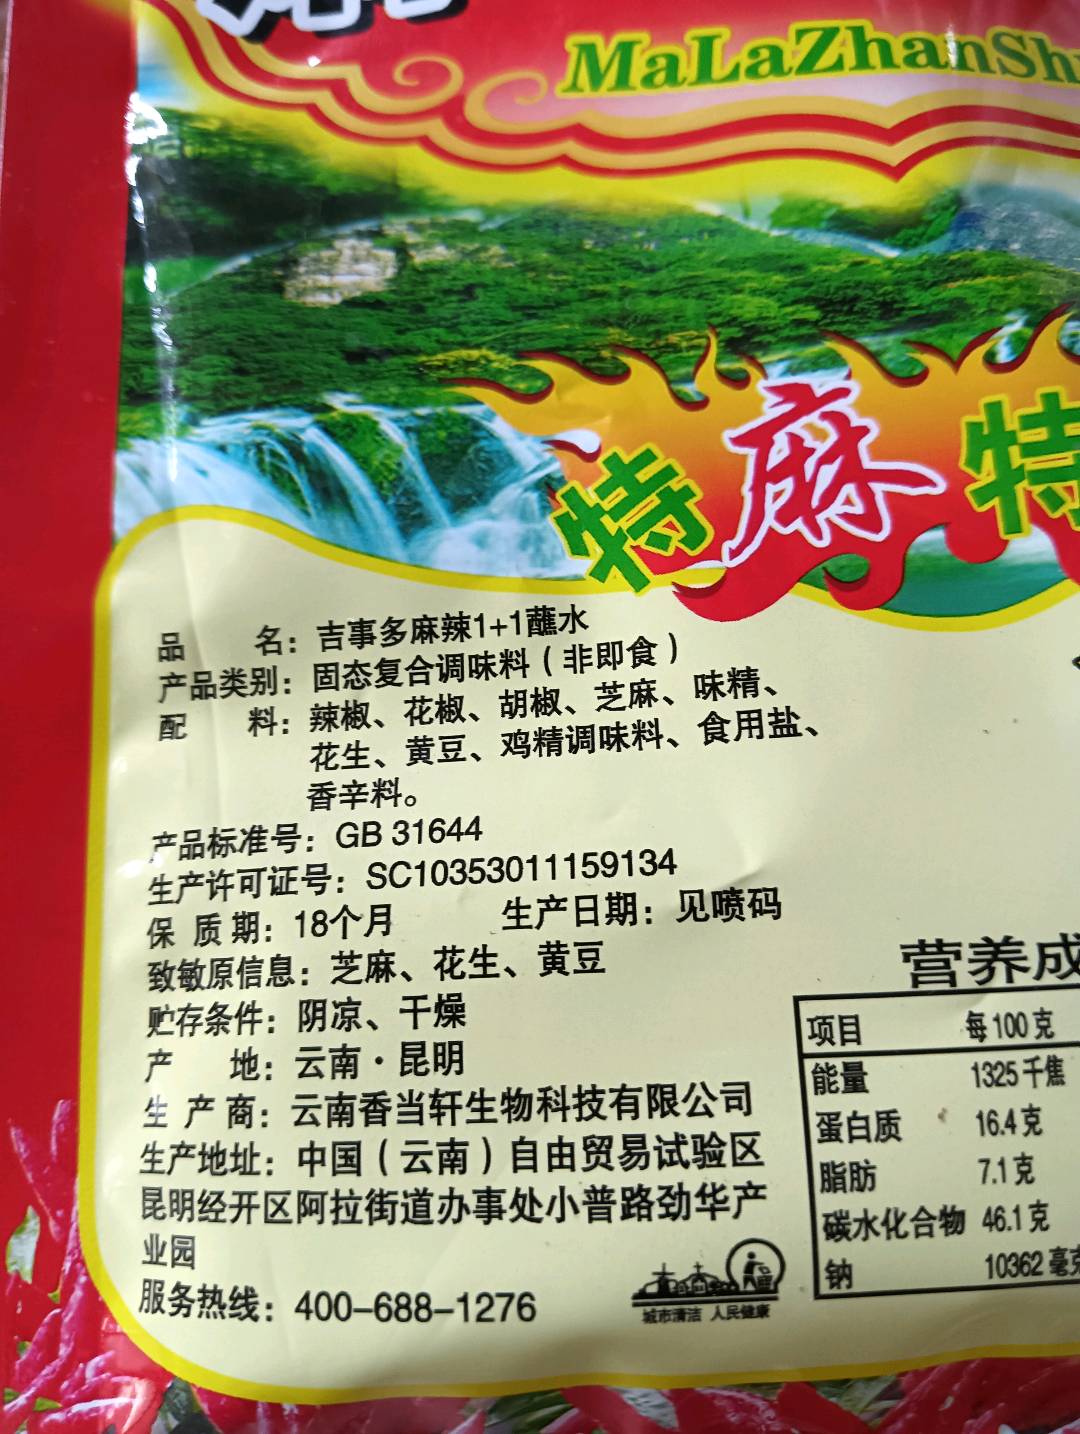 MaLaZhanSh
特麻特
品 名：吉事多麻辣1+1蘸水
产品类别：固态复合调味料（非即食）
配 料：辣椒、花椒、胡椒、芝麻、味精、
花生、黄豆、鸡精调味料、食用盐、
香辛料。
产品标准号：GB 31644
生产许可证号：SC10353011159134
保 质 期：18个月 生产日期：见喷码
致敏原信息：芝麻、花生、黄豆
贮存条件：阴凉、干燥
产 地：云南·昆明
生 产 商：云南香当轩生物科技有限公司
生产地址：中国（云南）自由贸易试验区
昆明经开区阿拉街道办事处小普路劲华产
业园
服务热线：400-688-1276
城市清洁 人民健康
营养成
项目 每100克
能量 1325千焦
蛋白质 16.4克
脂肪 7.1克
碳水化合物 46.1克
钠 10362毫克